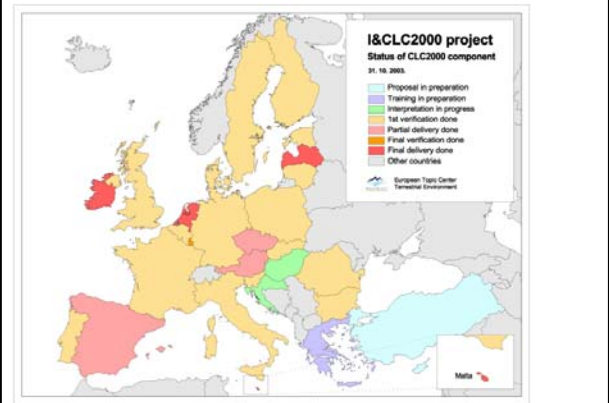 I&CLC2000 project
Status of CLC2000 component
31. 10. 2003.
Proposal in preparation
Training in preparation
Interpretation in progress
1st verification done
Partial delivery done
Final verification done
Final delivery done
Other countries
European Topic Center
Terrestrial Environment
Malta